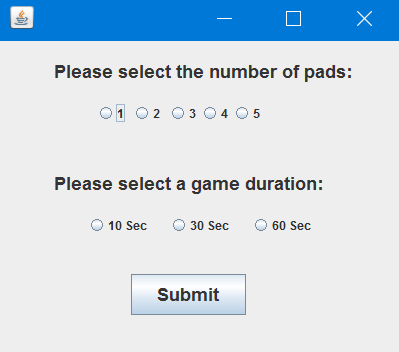 Please select the number of pads:
1 2 3 4 5
Please select a game duration:
10 Sec 30 Sec 60 Sec
Submit